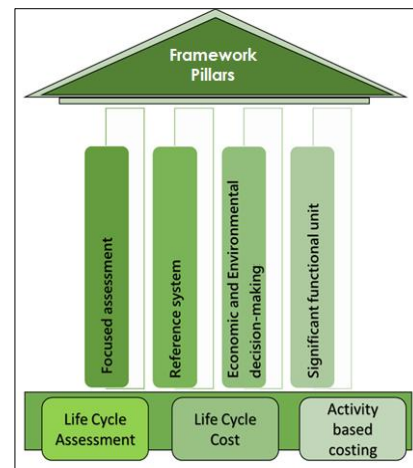 Framework
Pillars
Focused assessment
Reference system
Economic and Environmental
decision-making
Significant functional unit
Life Cycle
Assessment
Life Cycle
Cost
Activity
based
costing